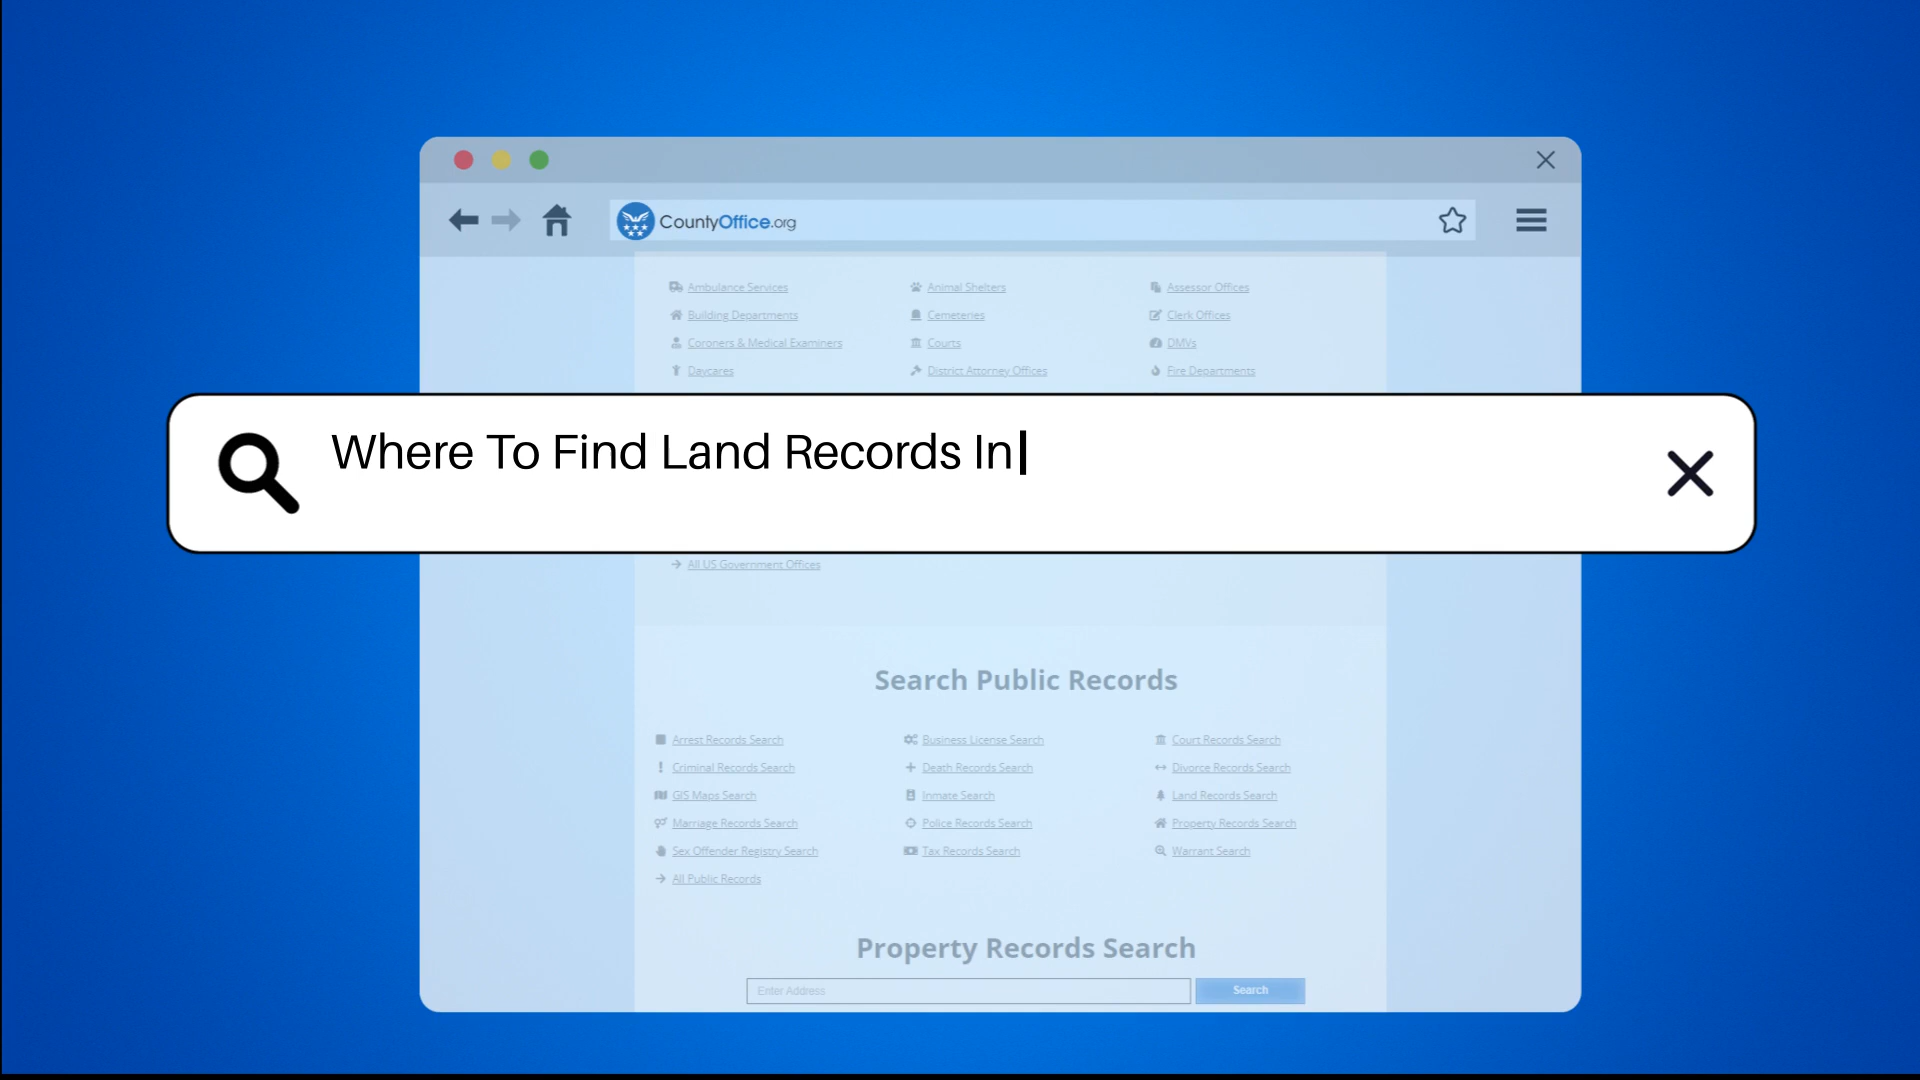 CountyOffice.org
Ambulance Services Animal Shelters Assessor Offices
Building Departments Cemeteries Clerk Offices
Coroners & Medical Examiners Courts DMVs
Daycares District Attorney Offices Fire Departments
Where To Find Land Records In
All US Government Offices
Search Public Records
Arrest Records Search Business License Search Court Records Search
Criminal Records Search Death Records Search Divorce Records Search
GIS Maps Search Inmate Search Land Records Search
Marriage Records Search Police Records Search Property Records Search
Sex Offender Registry Search Tax Records Search Warrant Search
All Public Records
Property Records Search
Enter Address Search